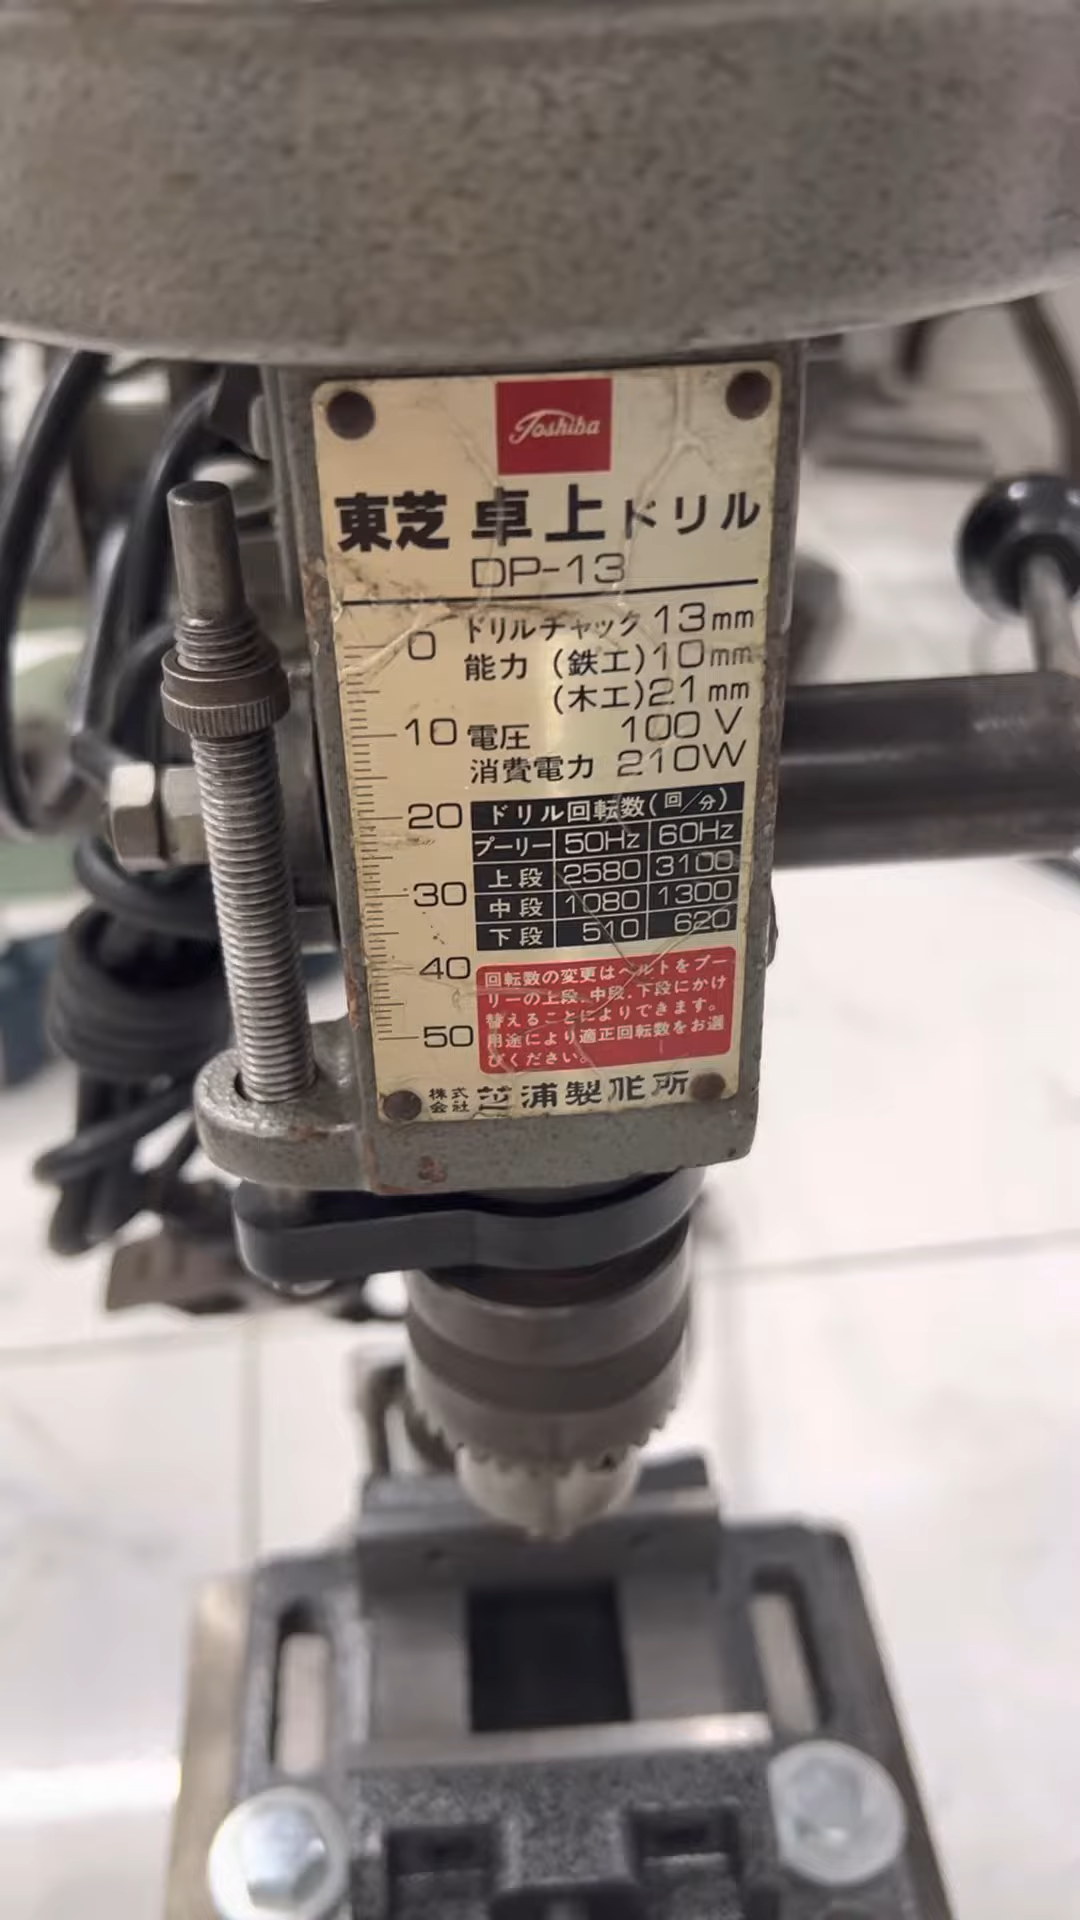 Toshiba
東芝 卓上ドリル
DP-13
ドリルチャック 13mm
能力 (鉄工)10mm
(木工)21mm
電圧 100V
消費電力 210W
0
10
20
30
40
50
ドリル回転数(回/分)
プーリー 50Hz 60Hz
上段 2580 3100
中段 1080 1300
下段 510 620
回転数の変更はベルトをプー
リーの上段.中段.下段にかけ
替えることによりできます。
用途により適正回転数をお選
びください。
株式会社 芝浦製作所